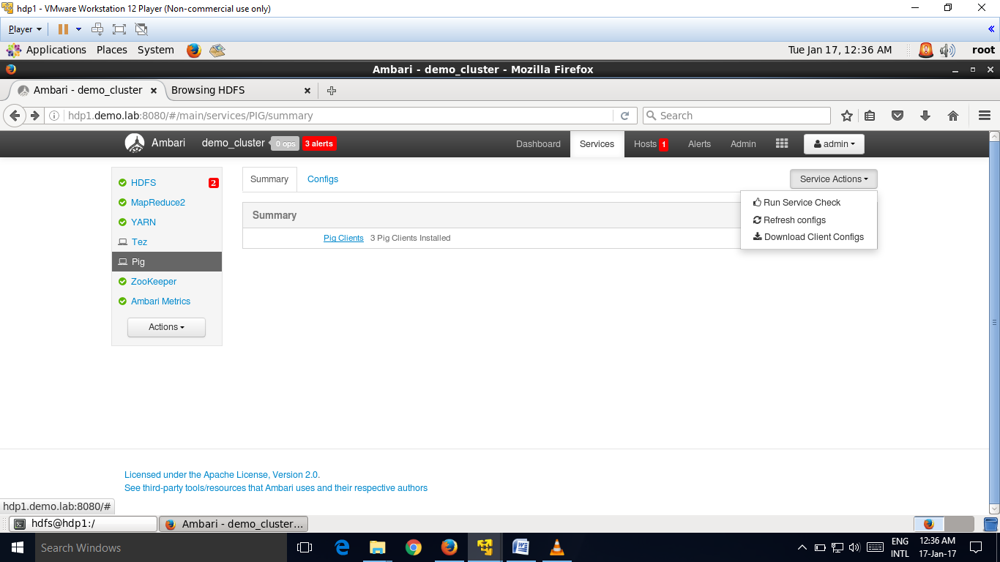 hdp1 - VMware Workstation 12 Player (Non-commercial use only)
Player
Applications Places System Tue Jan 17, 12:36 AM root
Ambari - demo_cluster - Mozilla Firefox
Ambari - demo_cluster Browsing HDFS
hdp1.demo.lab:8080/#/main/services/PIG/summary Search
Ambari demo_cluster 0 ops 3 alerts Dashboard Services Hosts 1 Alerts Admin admin
HDFS 2
MapReduce2
YARN
Tez
Pig
ZooKeeper
Ambari Metrics
Actions
Summary Configs Service Actions
Run Service Check
Refresh configs
Download Client Configs
Summary
Pig Clients 3 Pig Clients Installed
Licensed under the Apache License, Version 2.0.
See third-party tools/resources that Ambari uses and their respective authors
hdp1.demo.lab:8080/#
hdfs@hdp1:/ Ambari - demo_cluster...
Search Windows
ENG 12:36 AM
INTL 17-Jan-17